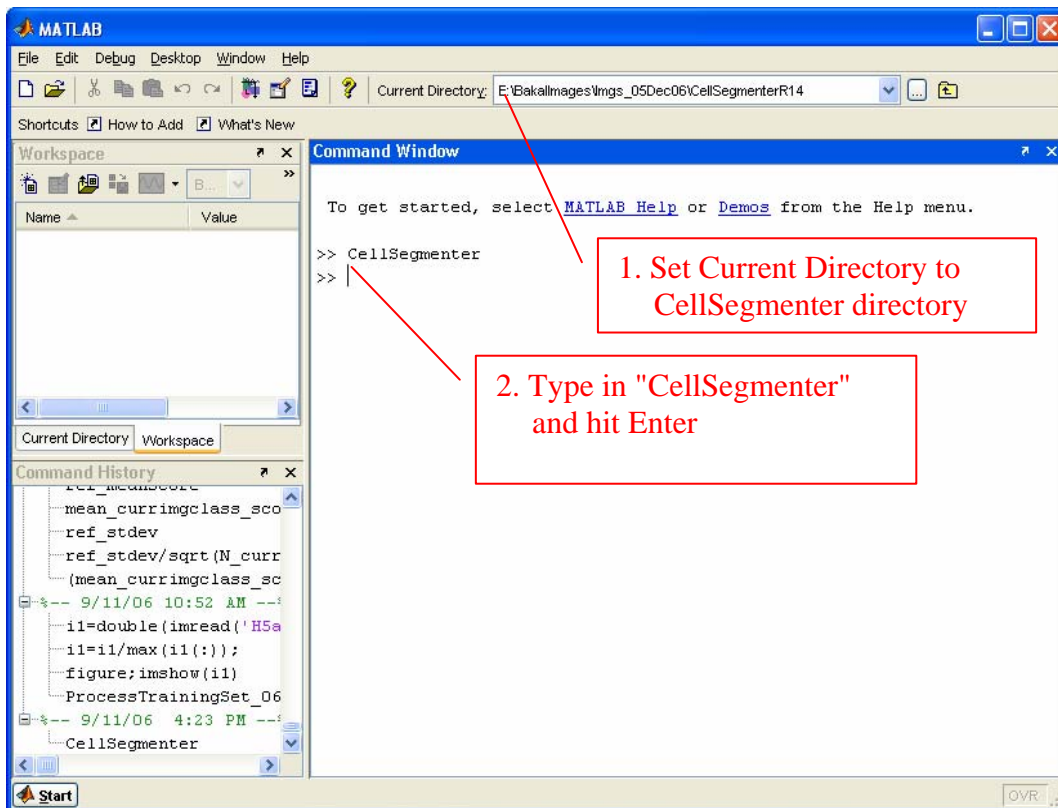 MATLAB
File Edit Debug Desktop Window Help
Current Directory: E:\BakalImages\Imgs_05Dec06\CellSegmenterR14
Shortcuts How to Add What's New
Workspace
B...
Name Value
Current Directory Workspace
Command History
mean_currimgclass_sco
ref_stdev
ref_stdev/sqrt(N_curr
(mean_currimgclass_sc
%-- 9/11/06 10:52 AM --%
i1=double(imread('H5a
i1=i1/max(i1(:));
figure;imshow(i1)
ProcessTrainingSet_06
%-- 9/11/06 4:23 PM --%
CellSegmenter
Command Window
To get started, select MATLAB Help or Demos from the Help menu.
>> CellSegmenter
>>
1. Set Current Directory to
CellSegmenter directory
2. Type in "CellSegmenter"
and hit Enter
Start
OVR